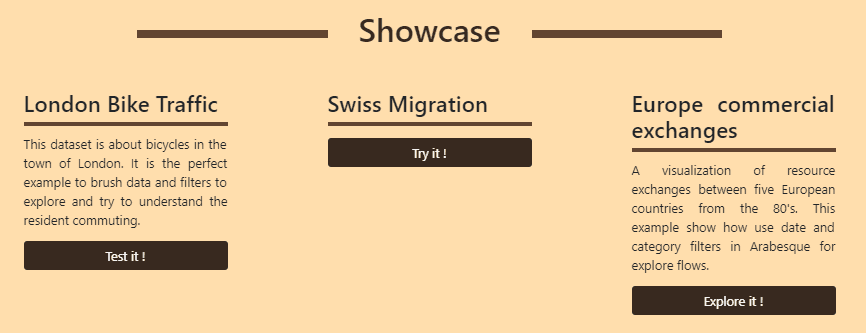 Showcase
London Bike Traffic
This dataset is about bicycles in the
town of London. It is the perfect
example to brush data and filters to
explore and try to understand the
resident commuting.
Test it !
Swiss Migration
Try it !
Europe commercial
exchanges
A visualization of resource
exchanges between five European
countries from the 80's. This
example show how use date and
category filters in Arabesque for
explore flows.
Explore it !